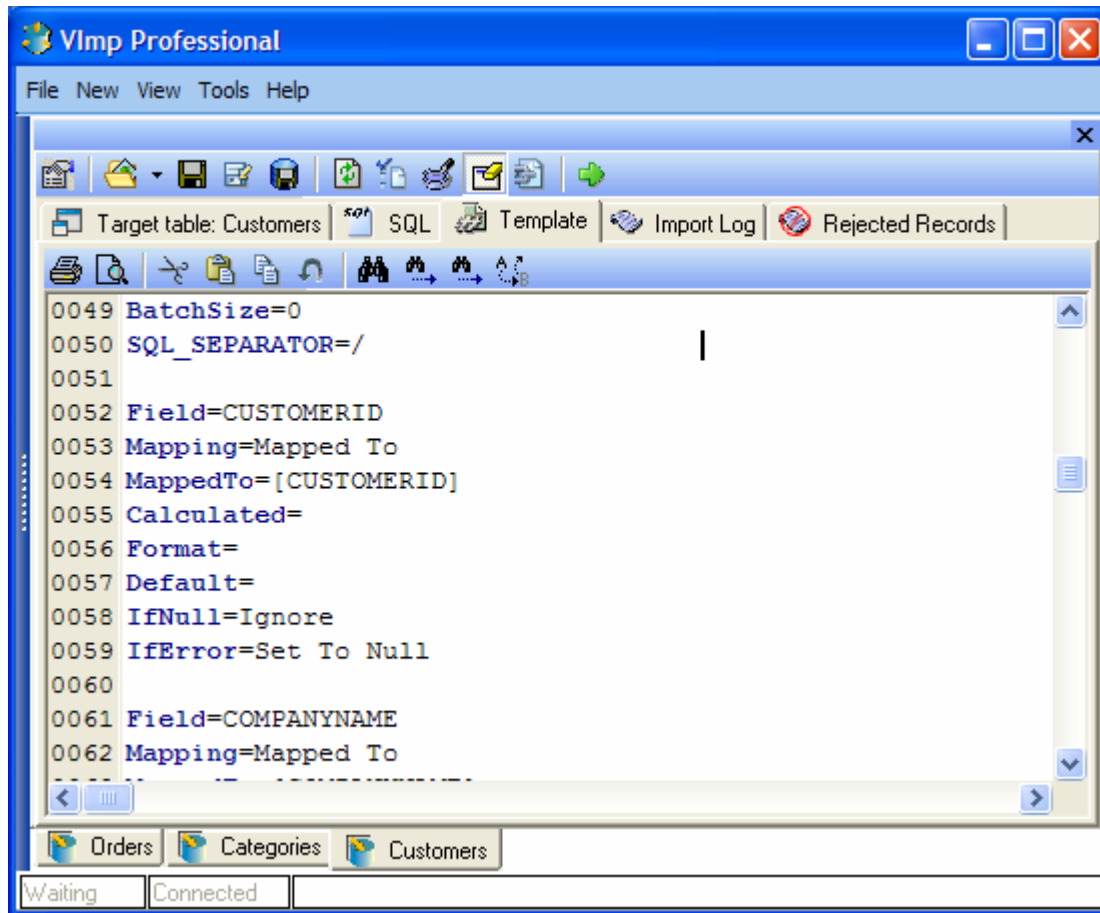 VImp Professional
File New View Tools Help
Target table: Customers SQL Template Import Log Rejected Records
0049 BatchSize=0
0050 SQL_SEPARATOR=/
0051
0052 Field=CUSTOMERID
0053 Mapping=Mapped To
0054 MappedTo=[CUSTOMERID]
0055 Calculated=
0056 Format=
0057 Default=
0058 IfNull=Ignore
0059 IfError=Set To Null
0060
0061 Field=COMPANYNAME
0062 Mapping=Mapped To
Orders Categories Customers
Waiting Connected